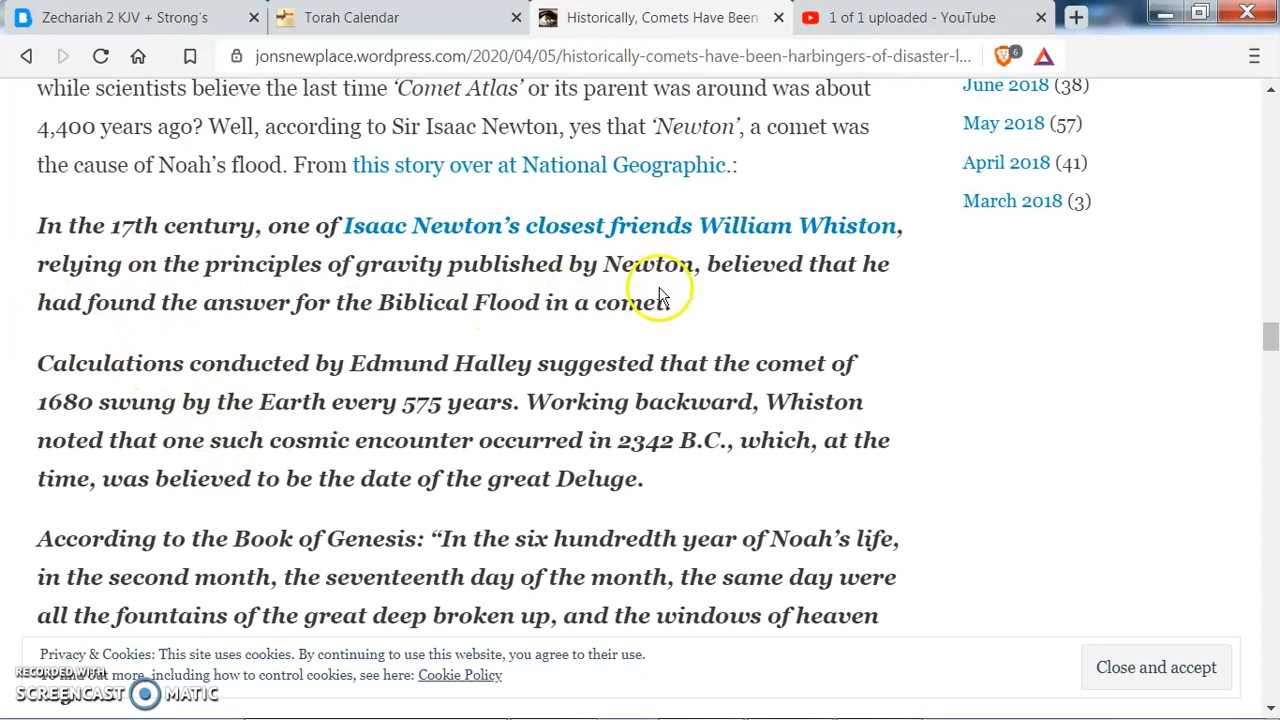 Zechariah 2 KJV + Strong's
Torah Calendar
Historically, Comets Have Been
1 of 1 uploaded - YouTube
jonsnewplace.wordpress.com/2020/04/05/historically-comets-have-been-harbingers-of-disaster-l...
6
while scientists believe the last time 'Comet Atlas' or its parent was around was about
4,400 years ago? Well, according to Sir Isaac Newton, yes that 'Newton', a comet was
the cause of Noah's flood. From this story over at National Geographic.:
In the 17th century, one of Isaac Newton's closest friends William Whiston,
relying on the principles of gravity published by Newton, believed that he
had found the answer for the Biblical Flood in a comet.
Calculations conducted by Edmund Halley suggested that the comet of
1680 swung by the Earth every 575 years. Working backward, Whiston
noted that one such cosmic encounter occurred in 2342 B.C., which, at the
time, was believed to be the date of the great Deluge.
According to the Book of Genesis: "In the six hundredth year of Noah's life,
in the second month, the seventeenth day of the month, the same day were
all the fountains of the great deep broken up, and the windows of heaven
June 2018 (38)
May 2018 (57)
April 2018 (41)
March 2018 (3)
Privacy & Cookies: This site uses cookies. By continuing to use this website, you agree to their use.
more, including how to control cookies, see here: Cookie Policy
Close and accept
RECORDED WITH
SCREENCAST MATIC